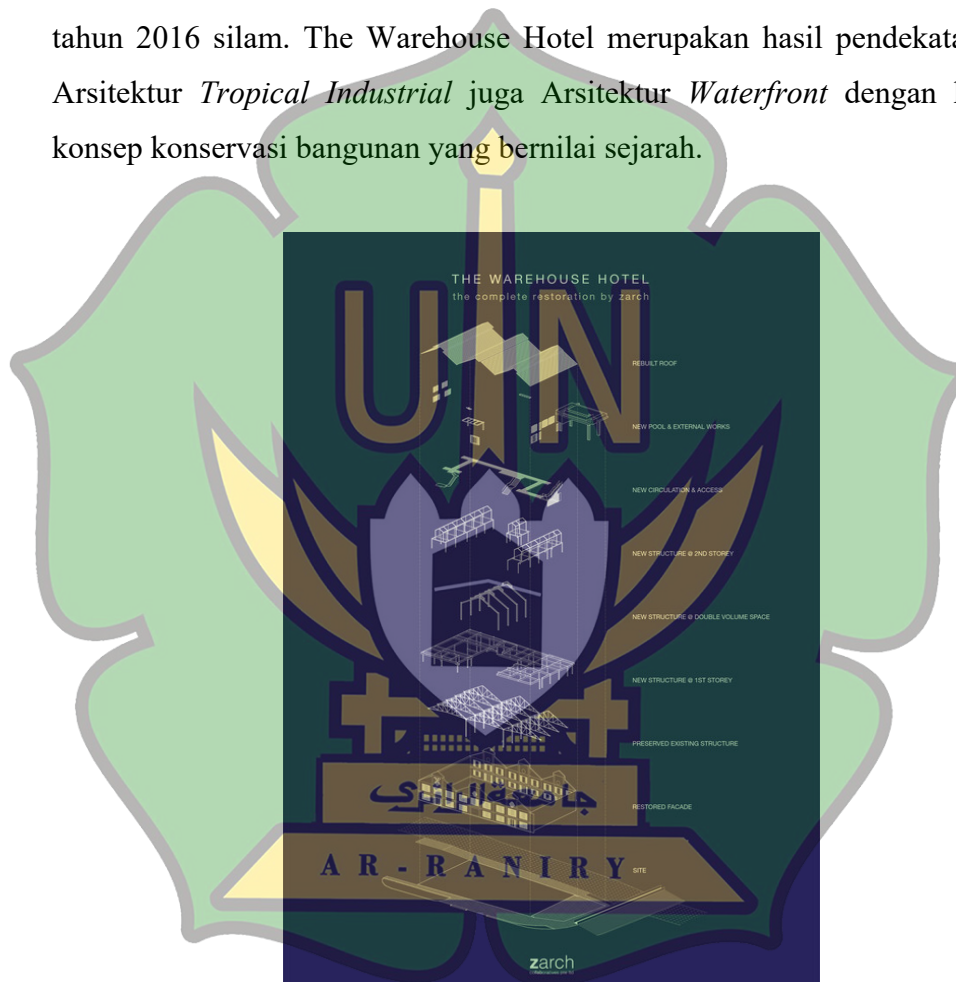 tahun 2016 silam. The Warehouse Hotel merupakan hasil pendekata
Arsitektur Tropical Industrial juga Arsitektur Waterfront dengan
konsep konservasi bangunan yang bernilai sejarah.
THE WAREHOUSE HOTEL
the complete restoration by zarch
UIN
REBUILT ROOF
NEW POOL & EXTERNAL WORKS
NEW CIRCULATION & ACCESS
NEW STRUCTURE @ 2ND STOREY
NEW STRUCTURE @ DOUBLE VOLUME SPACE
NEW STRUCTURE @ 1ST STOREY
PRESERVED EXISTING STRUCTURE
RESTORED FACADE
جامعة الرانري
AR-RANIRY
SITE
zarch